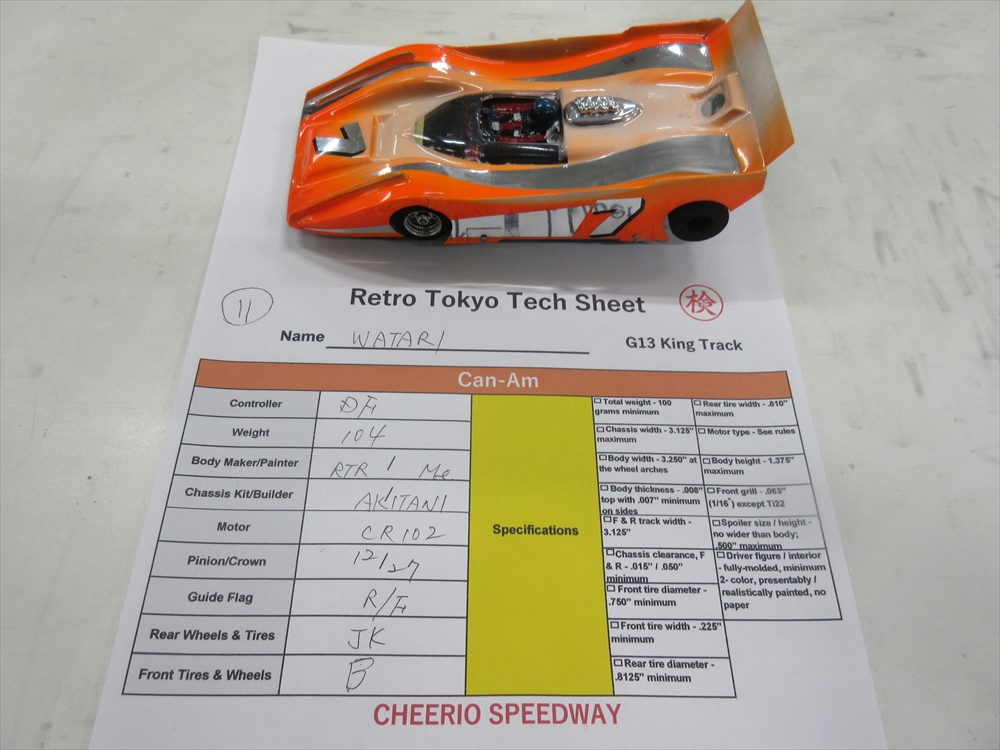 7
7
11
Retro Tokyo Tech Sheet
検
Name WATARI
G13 King Track
Can-Am
Controller
Weight 104
Body Maker/Painter RTR / Me
Chassis Kit/Builder AKITANI
Motor CR102
Pinion/Crown 12/27
Guide Flag
Rear Wheels & Tires JK
Front Tires & Wheels B
Specifications
Total weight - 100
grams minimum
Chassis width - 3.125"
maximum
Body width - 3.250" at
the wheel arches
Body thickness - .008"
top with .007" minimum
on sides
F & R track width -
3.125"
Chassis clearance, F
& R - .015" / .050"
minimum
Front tire diameter -
.750" minimum
Front tire width - .225"
minimum
Rear tire diameter -
.8125" minimum
Rear tire width - .810"
maximum
Motor type - See rules
Body height - 1.375"
maximum
Front grill - .063"
(1/16") except Ti22
Spoiler size / height -
no wider than body;
.500" maximum
Driver figure / interior
- fully-molded, minimum
2- color, presentably /
realistically painted, no
paper
CHEERIO SPEEDWAY